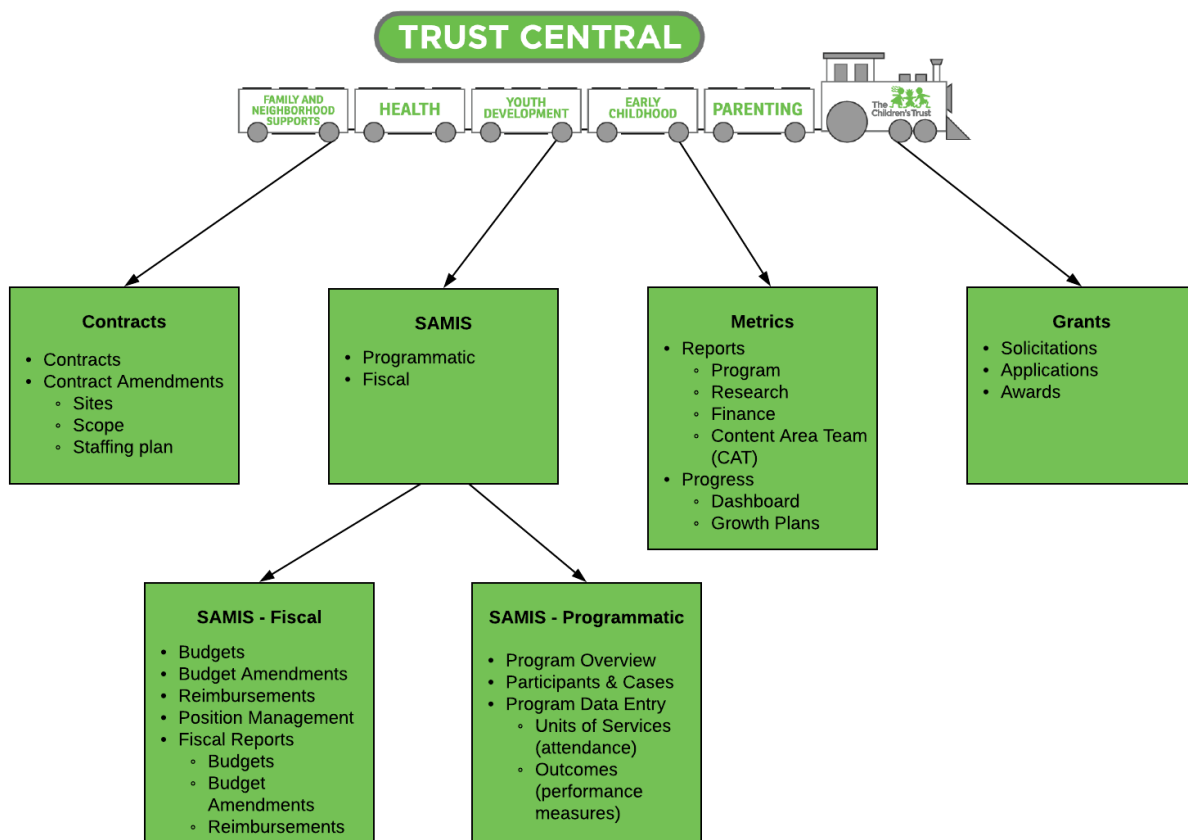 TRUST CENTRAL
FAMILY AND
NEIGHBORHOOD
SUPPORTS
HEALTH
YOUTH
DEVELOPMENT
EARLY
CHILDHOOD
PARENTING
The
Children's Trust
Contracts
• Contracts
• Contract Amendments
◦ Sites
◦ Scope
◦ Staffing plan
SAMIS
• Programmatic
• Fiscal
Metrics
• Reports
◦ Program
◦ Research
◦ Finance
◦ Content Area Team
(CAT)
• Progress
◦ Dashboard
◦ Growth Plans
Grants
• Solicitations
• Applications
• Awards
SAMIS - Fiscal
• Budgets
• Budget Amendments
• Reimbursements
• Position Management
• Fiscal Reports
◦ Budgets
◦ Budget
Amendments
◦ Reimbursements
SAMIS - Programmatic
• Program Overview
• Participants & Cases
• Program Data Entry
◦ Units of Services
(attendance)
◦ Outcomes
(performance
measures)